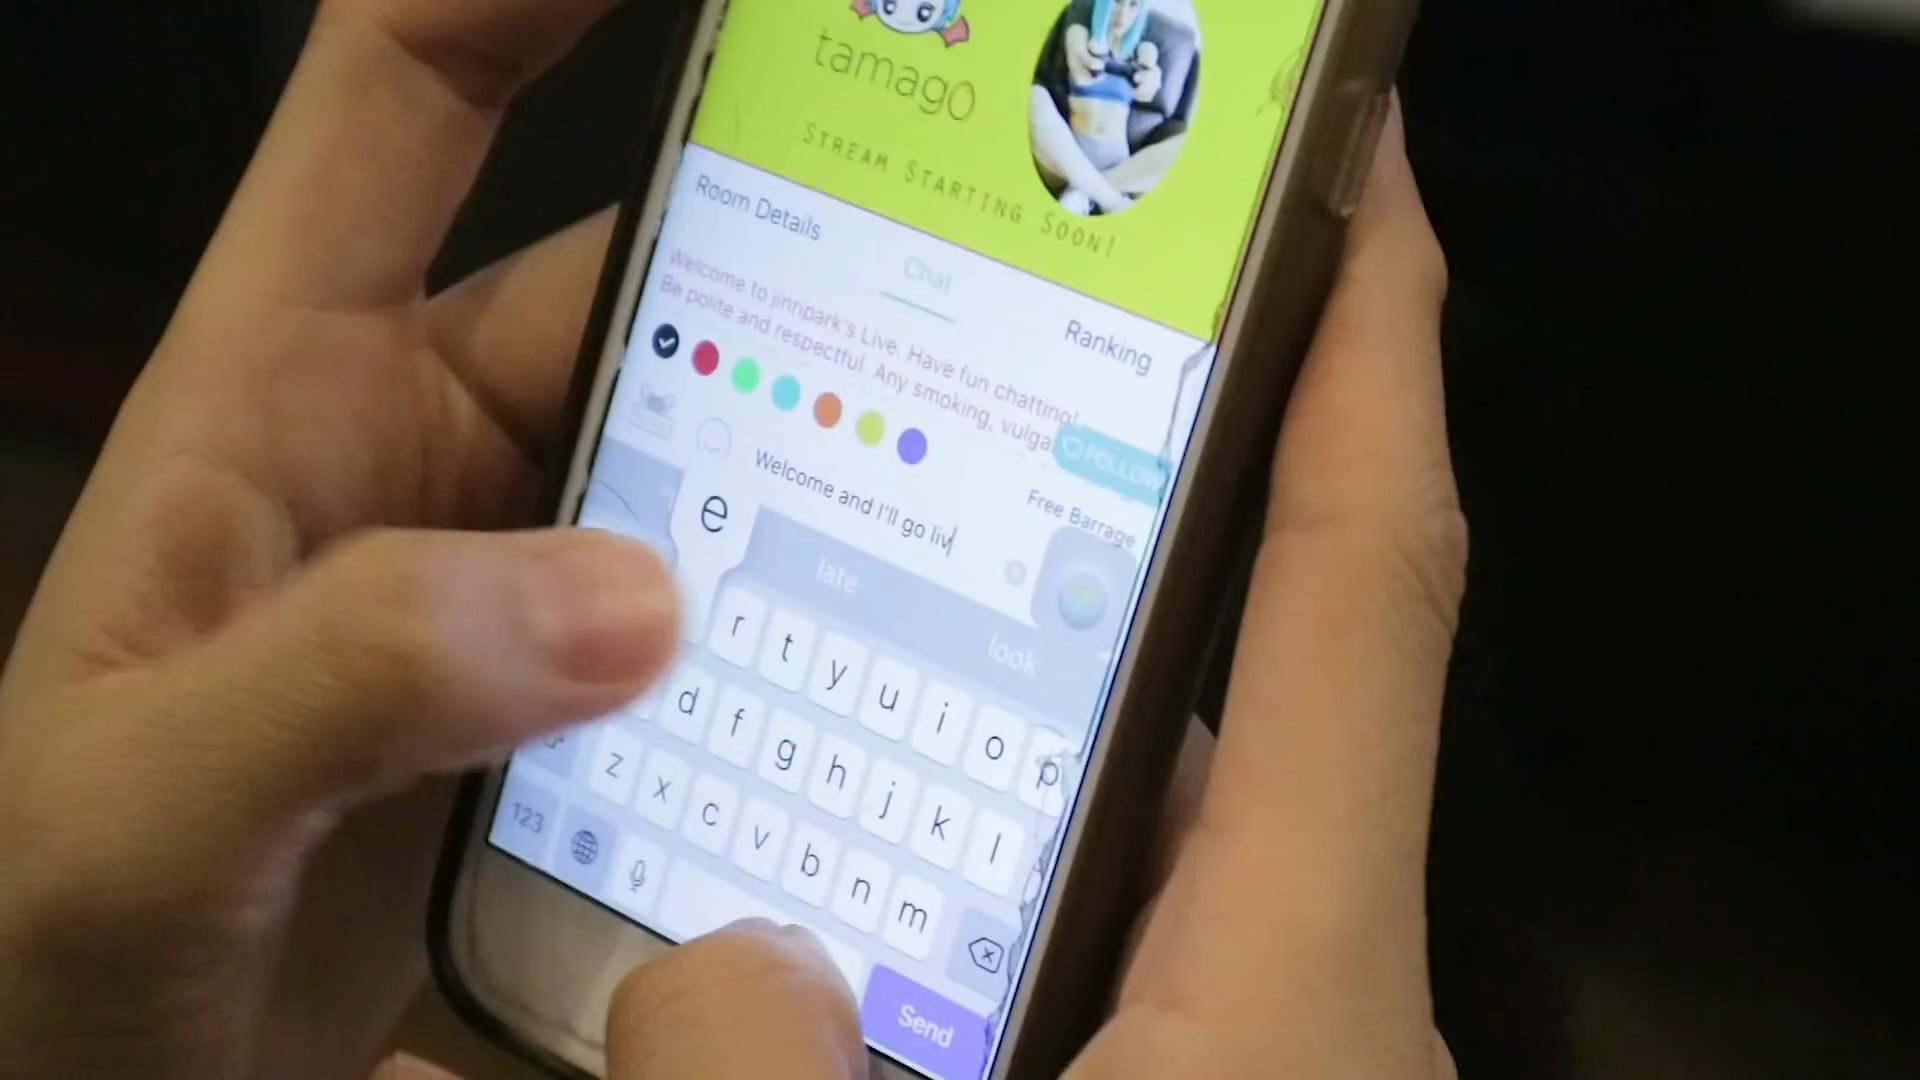 tamago
STREAM STARTING SOON!
Room Details
Chat
Ranking
Welcome to jinripark's Live. Have fun chatting!
Be polite and respectful. Any smoking, vulga
FOLLOW
Welcome and I'll go liv
Free Barrage
e
late
look
r t y u i o p
d f g h j k l
z x c v b n m
123
Send